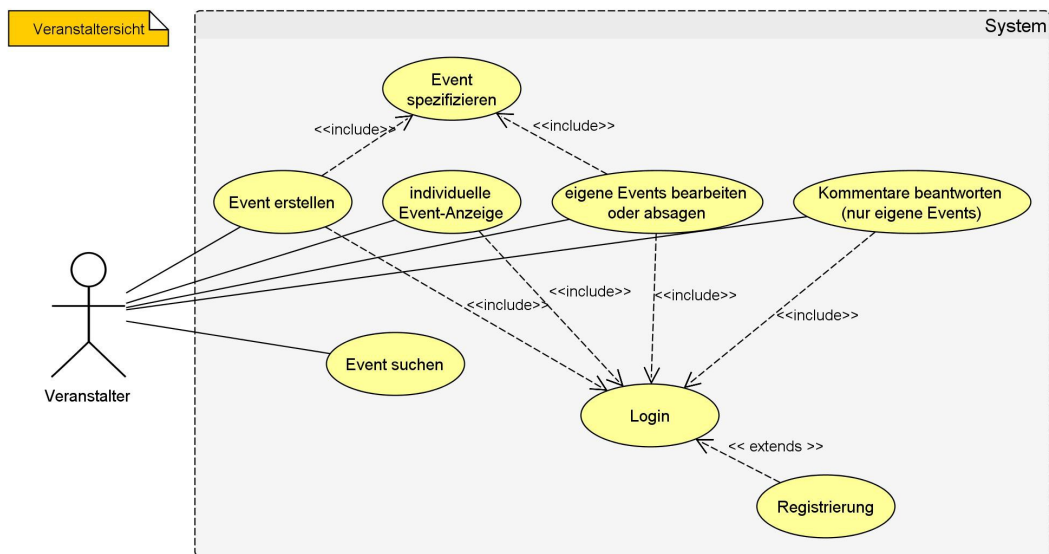 Veranstaltersicht
System
Event
spezifizieren
<<include>>
<<include>>
Event erstellen
individuelle
Event-Anzeige
eigene Events bearbeiten
oder absagen
Kommentare beantworten
(nur eigene Events)
<<include>>
<<include>>
<<include>>
<<include>>
Event suchen
Veranstalter
Login
<< extends >>
Registrierung